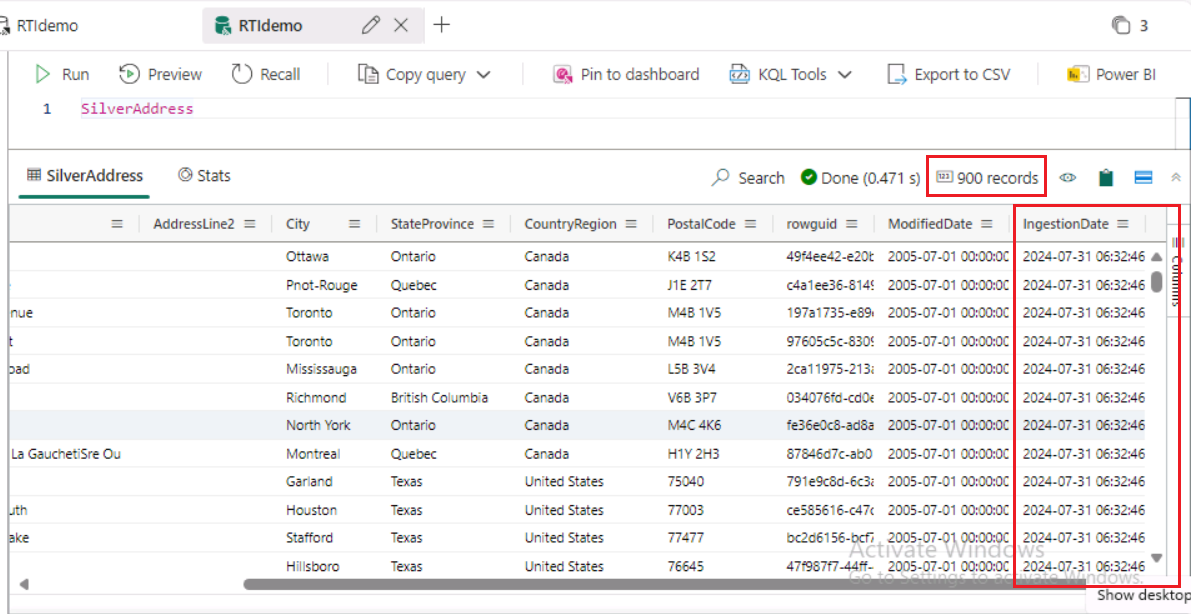 RTIdemo RTIdemo 3
Run Preview Recall Copy query Pin to dashboard KQL Tools Export to CSV Power BI
1 SilverAddress
SilverAddress Stats Search Done (0.471 s) 123 900 records
AddressLine2 City StateProvince CountryRegion PostalCode rowguid ModifiedDate IngestionDate
Columns
Ottawa Ontario Canada K4B 1S2 49f4ee42-e20b 2005-07-01 00:00:00 2024-07-31 06:32:46
Pnot-Rouge Quebec Canada J1E 2T7 c4a1ee36-8149 2005-07-01 00:00:00 2024-07-31 06:32:46
nue Toronto Ontario Canada M4B 1V5 197a1735-e89 2005-07-01 00:00:00 2024-07-31 06:32:46
t Toronto Ontario Canada M4B 1V5 97605c5c-8309 2005-07-01 00:00:00 2024-07-31 06:32:46
oad Mississauga Ontario Canada L5B 3V4 2ca11975-213 2005-07-01 00:00:00 2024-07-31 06:32:46
Richmond British Columbia Canada V6B 3P7 034076fd-cd0e 2005-07-01 00:00:00 2024-07-31 06:32:46
North York Ontario Canada M4C 4K6 fe36e0c8-ad8a 2005-07-01 00:00:00 2024-07-31 06:32:46
La GauchetiSre Ou Montreal Quebec Canada H1Y 2H3 87846d7c-ab0 2005-07-01 00:00:00 2024-07-31 06:32:46
Garland Texas United States 75040 791e9c8d-6c3 2005-07-01 00:00:00 2024-07-31 06:32:46
uth Houston Texas United States 77003 ce585616-c47 2005-07-01 00:00:00 2024-07-31 06:32:46
ake Stafford Texas United States 77477 bc2d6156-bcf7 2005-07-01 00:00:00 2024-07-31 06:32:46
Hillsboro Texas United States 76645 47f987f7-44ff- 2005-07-01 00:00:00 2024-07-31 06:32:46
Activate Windows
Go to Settings to activate Windows.
Show desktop